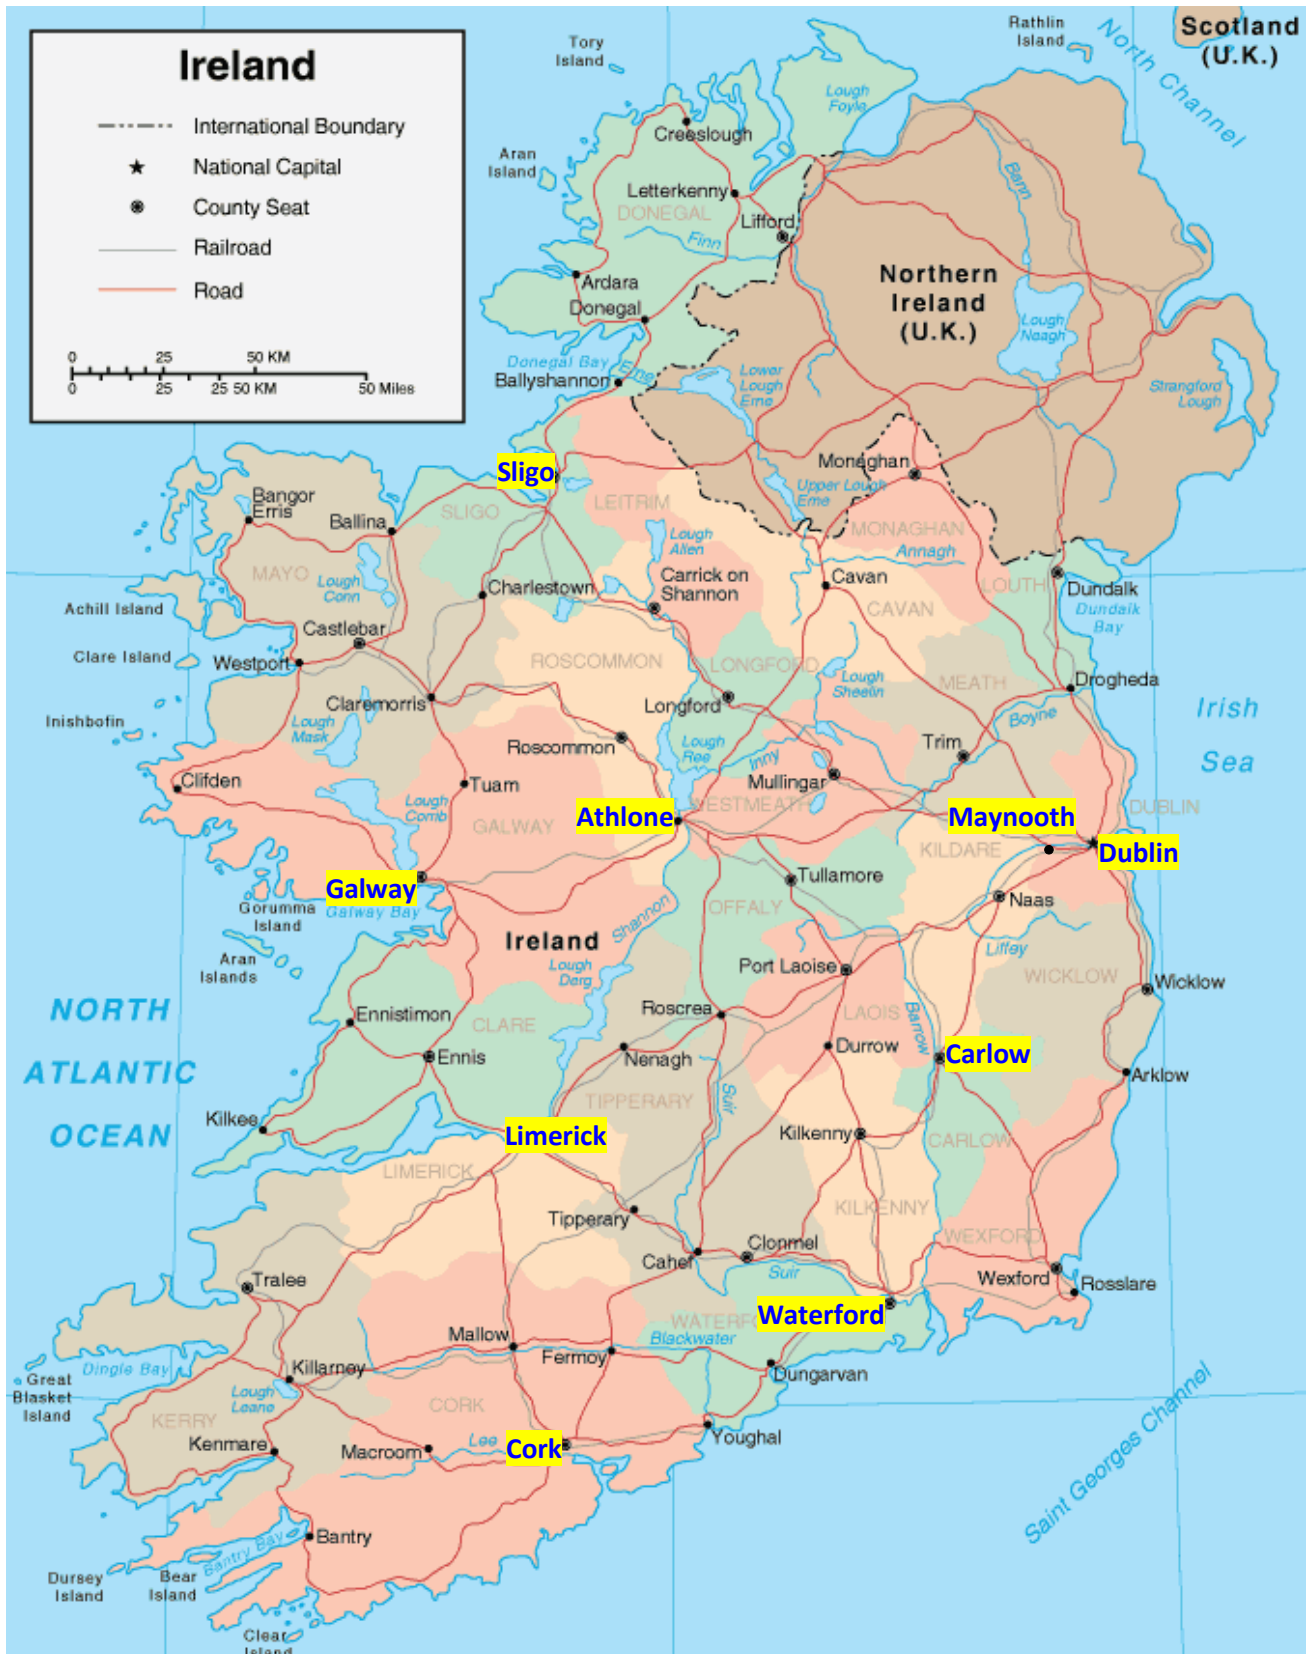 Ireland
International Boundary
National Capital
County Seat
Railroad
Road
0 25 50 KM
0 25 25 50 KM 50 Miles
Scotland
(U.K.)
Rathlin
Island
North Channel
Tory
Island
Lough
Foyle
Creeslough
Aran
Island
Letterkenny
DONEGAL
Lifford
Finn
Bann
Northern
Ireland
(U.K.)
Ardara
Donegal
Lough
Neagh
Donegal Bay
Erne
Ballyshannon
Lower
Lough
Erne
Strangford
Lough
Sligo
Monaghan
Upper Lough
Erne
Bangor
Erris
Ballina
SLIGO
LEITRIM
MONAGHAN
Lough
Allen
Annagh
MAYO
Lough
Conn
Charlestown
Carrick on
Shannon
Cavan
CAVAN
LOUTH
Dundalk
Dundalk
Bay
Achill Island
Castlebar
Clare Island
Westport
ROSCOMMON
LONGFORD
Lough
Sheelin
MEATH
Drogheda
Claremorris
Longford
Boyne
Inishbofin
Lough
Mask
Roscommon
Lough
Ree
Inny
Trim
Irish
Sea
Mullingar
Clifden
Tuam
Lough
Comb
GALWAY
Athlone
WESTMEATH
Maynooth
DUBLIN
KILDARE
Dublin
Galway
Galway Bay
Gorumma
Island
Tullamore
Naas
OFFALY
Shannon
Ireland
Liffey
Aran
Islands
Lough
Derg
Port Laoise
WICKLOW
Wicklow
NORTH
ATLANTIC
OCEAN
Ennistimon
CLARE
Roscrea
LAOIS
Barrow
Ennis
Nenagh
Durrow
Carlow
Arklow
TIPPERARY
Suir
Kilkee
Limerick
Kilkenny
CARLOW
LIMERICK
Tipperary
KILKENNY
WEXFORD
Cahel
Clonmel
Suir
Tralee
Wexford
Rosslare
WATERFO
Waterford
Mallow
Blackwater
Fermoy
Dingle Bay
Killarney
Dungarvan
Great
Blasket
Island
Lough
Leane
KERRY
CORK
Kenmare
Macroom
Lee
Cork
Youghal
Saint Georges Channel
Bantry
Bantry Bay
Dursey
Island
Bear
Island
Clear
Island